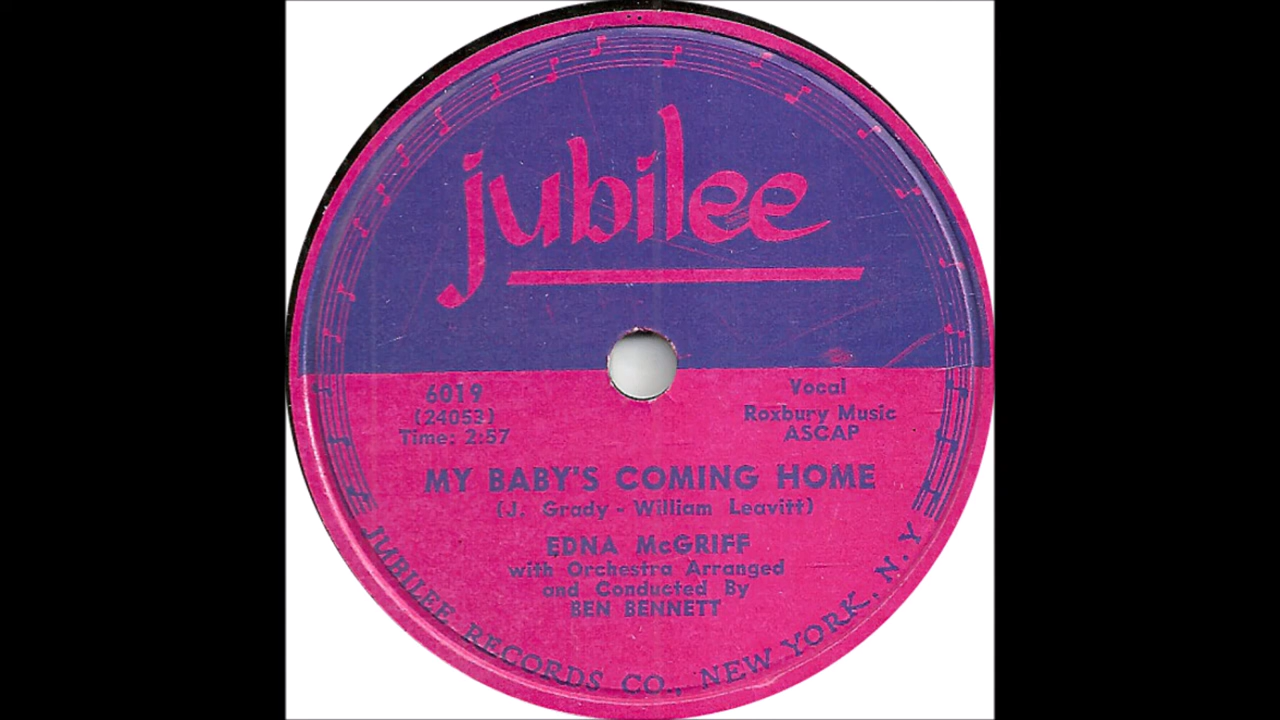 jubilee
6019
(24053)
Time: 2:57
Vocal
Roxbury Music
ASCAP
MY BABY'S COMING HOME
(J. Grady - William Leavitt)
EDNA McGRIFF
with Orchestra Arranged
and Conducted By
BEN BENNETT
JUBILEE RECORDS CO., NEW YORK, N.Y